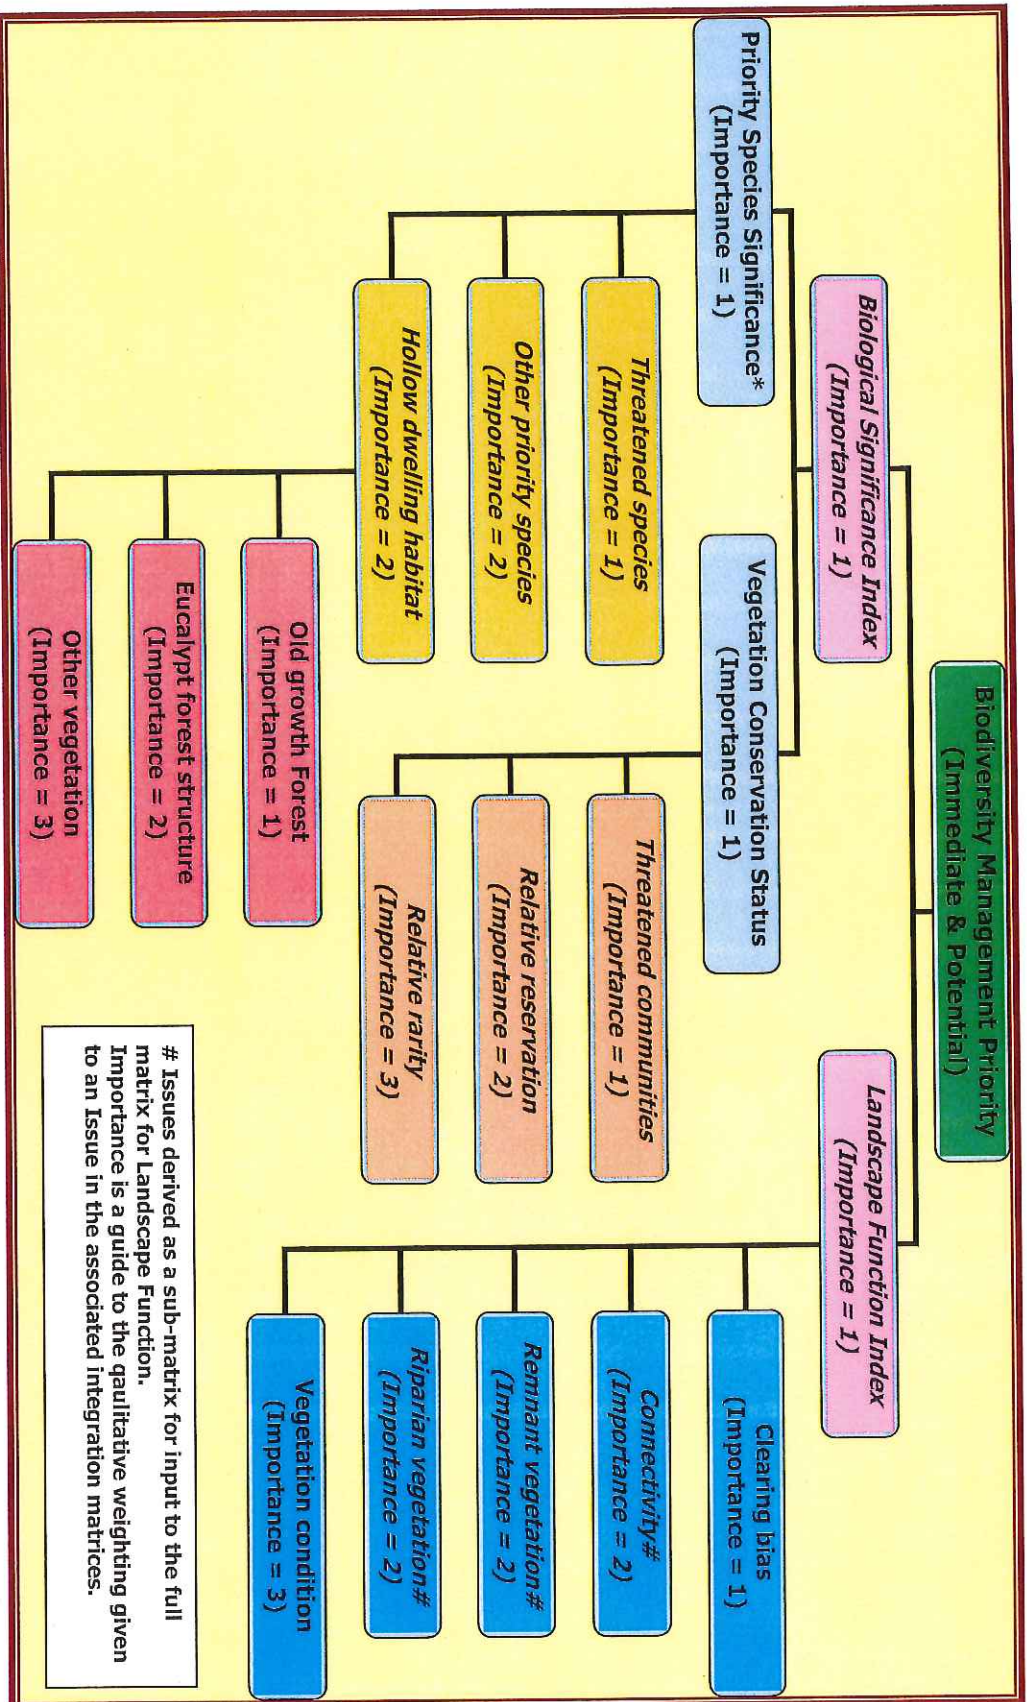 Biodiversity Management Priority
(Immediate & Potential)
Biological Significance Index
(Importance = 1)
Landscape Function Index
(Importance = 1)
Priority Species Significance*
(Importance = 1)
Vegetation Conservation Status
(Importance = 1)
Threatened species
(Importance = 1)
Other priority species
(Importance = 2)
Hollow dwelling habitat
(Importance = 2)
Old growth Forest
(Importance = 1)
Eucalypt forest structure
(Importance = 2)
Other vegetation
(Importance = 3)
Threatened communities
(Importance = 1)
Relative reservation
(Importance = 2)
Relative rarity
(Importance = 3)
Clearing bias
(Importance = 1)
Connectivity#
(Importance = 2)
Remnant vegetation#
(Importance = 2)
Riparian vegetation#
(Importance = 2)
Vegetation condition
(Importance = 3)
# Issues derived as a sub-matrix for input to the full
matrix for Landscape Function.
Importance is a guide to the qaulitative weighting given
to an Issue in the associated integration matrices.